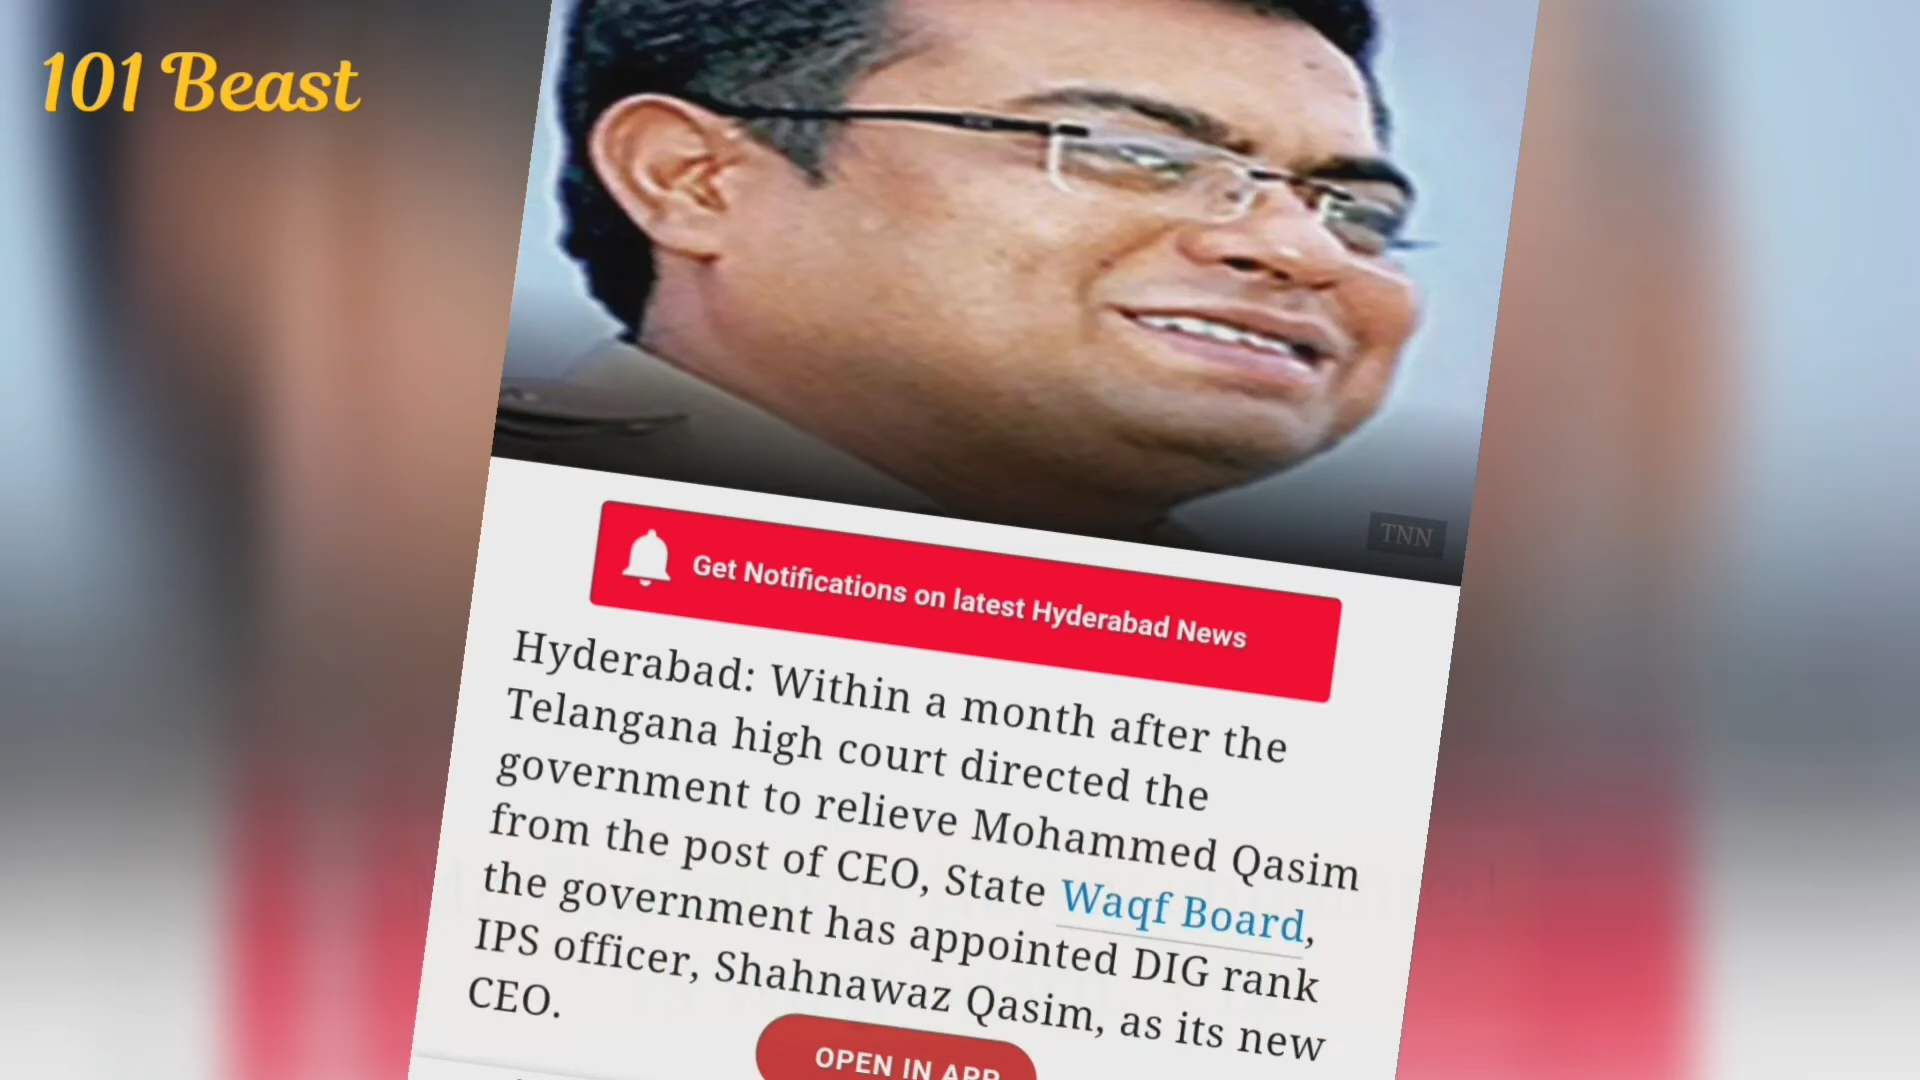 101 Beast
TNN
Get Notifications on latest Hyderabad News
Hyderabad: Within a month after the
Telangana high court directed the
government to relieve Mohammed Qasim
from the post of CEO, State Waqf Board,
the government has appointed DIG rank
IPS officer, Shahnawaz Qasim, as its new
CEO.
OPEN IN APP